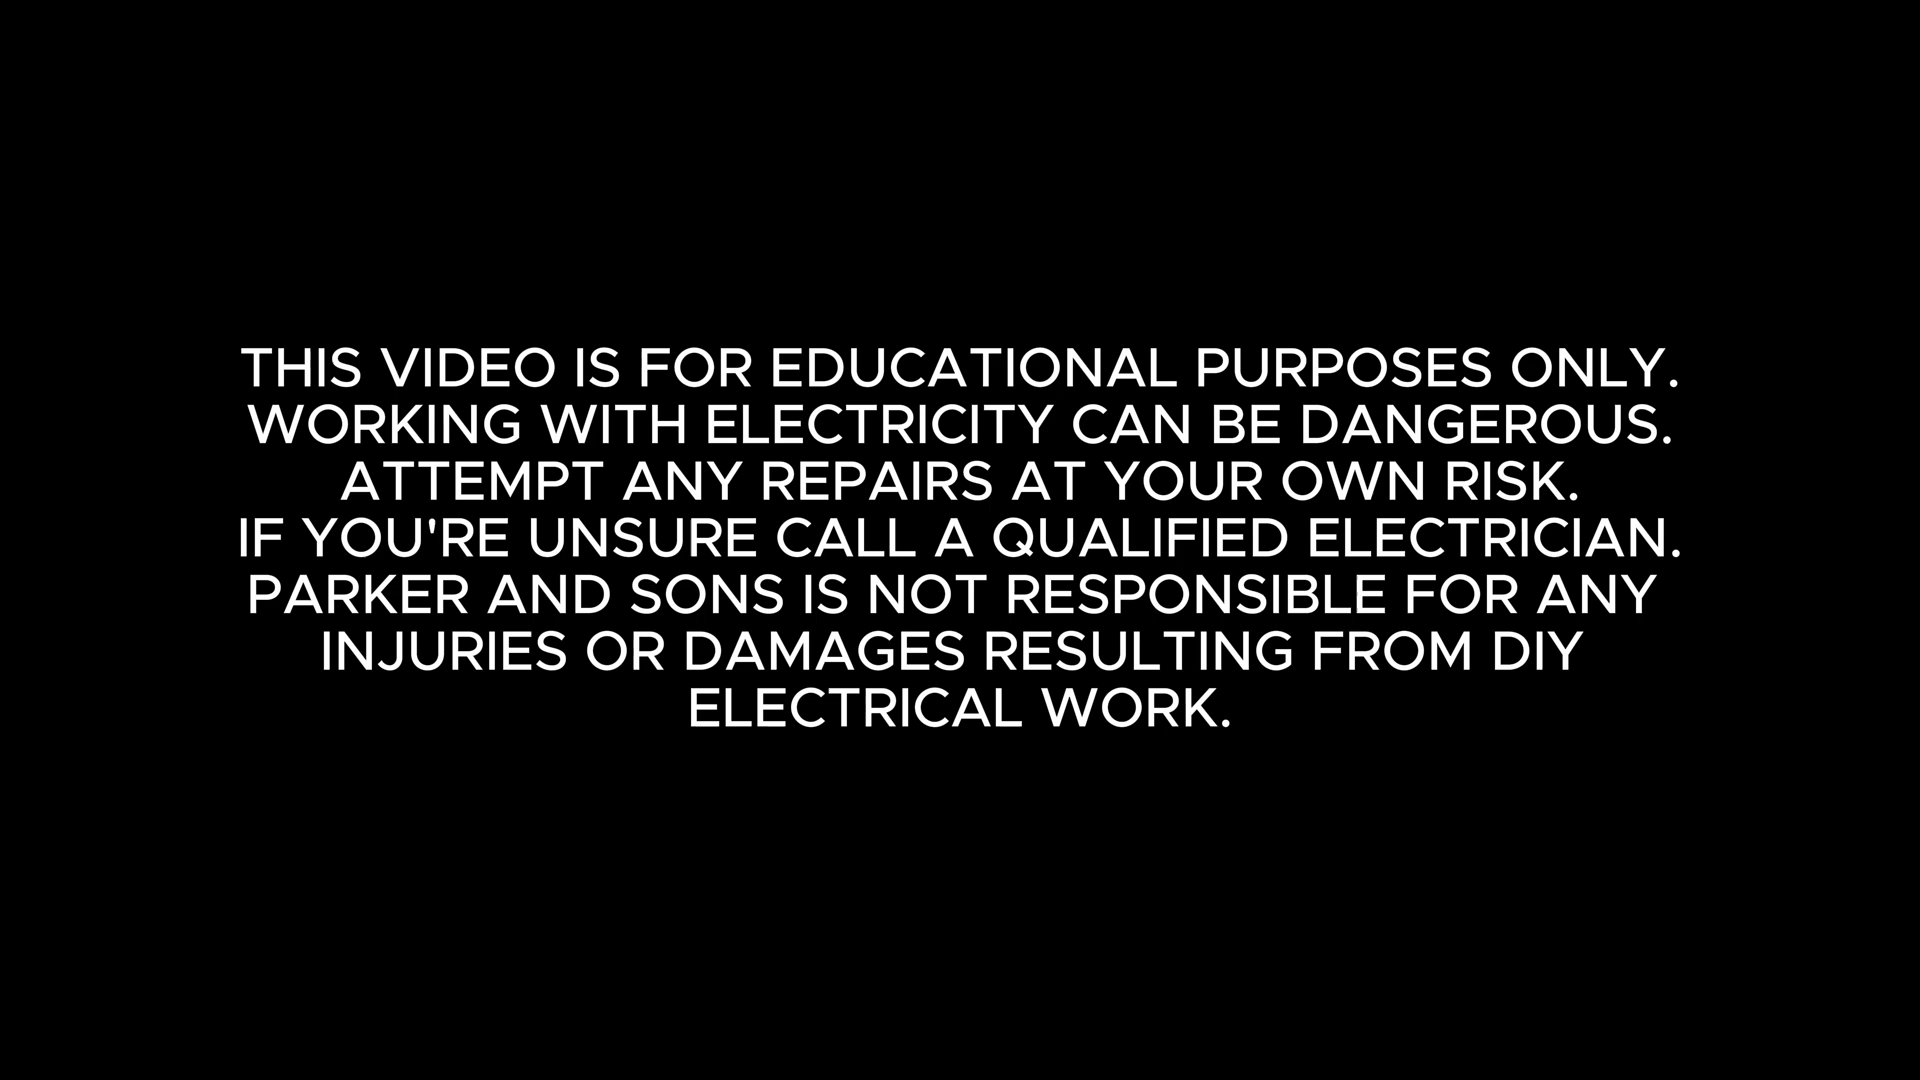 THIS VIDEO IS FOR EDUCATIONAL PURPOSES ONLY.
WORKING WITH ELECTRICITY CAN BE DANGEROUS.
ATTEMPT ANY REPAIRS AT YOUR OWN RISK.
IF YOU'RE UNSURE CALL A QUALIFIED ELECTRICIAN.
PARKER AND SONS IS NOT RESPONSIBLE FOR ANY
INJURIES OR DAMAGES RESULTING FROM DIY
ELECTRICAL WORK.